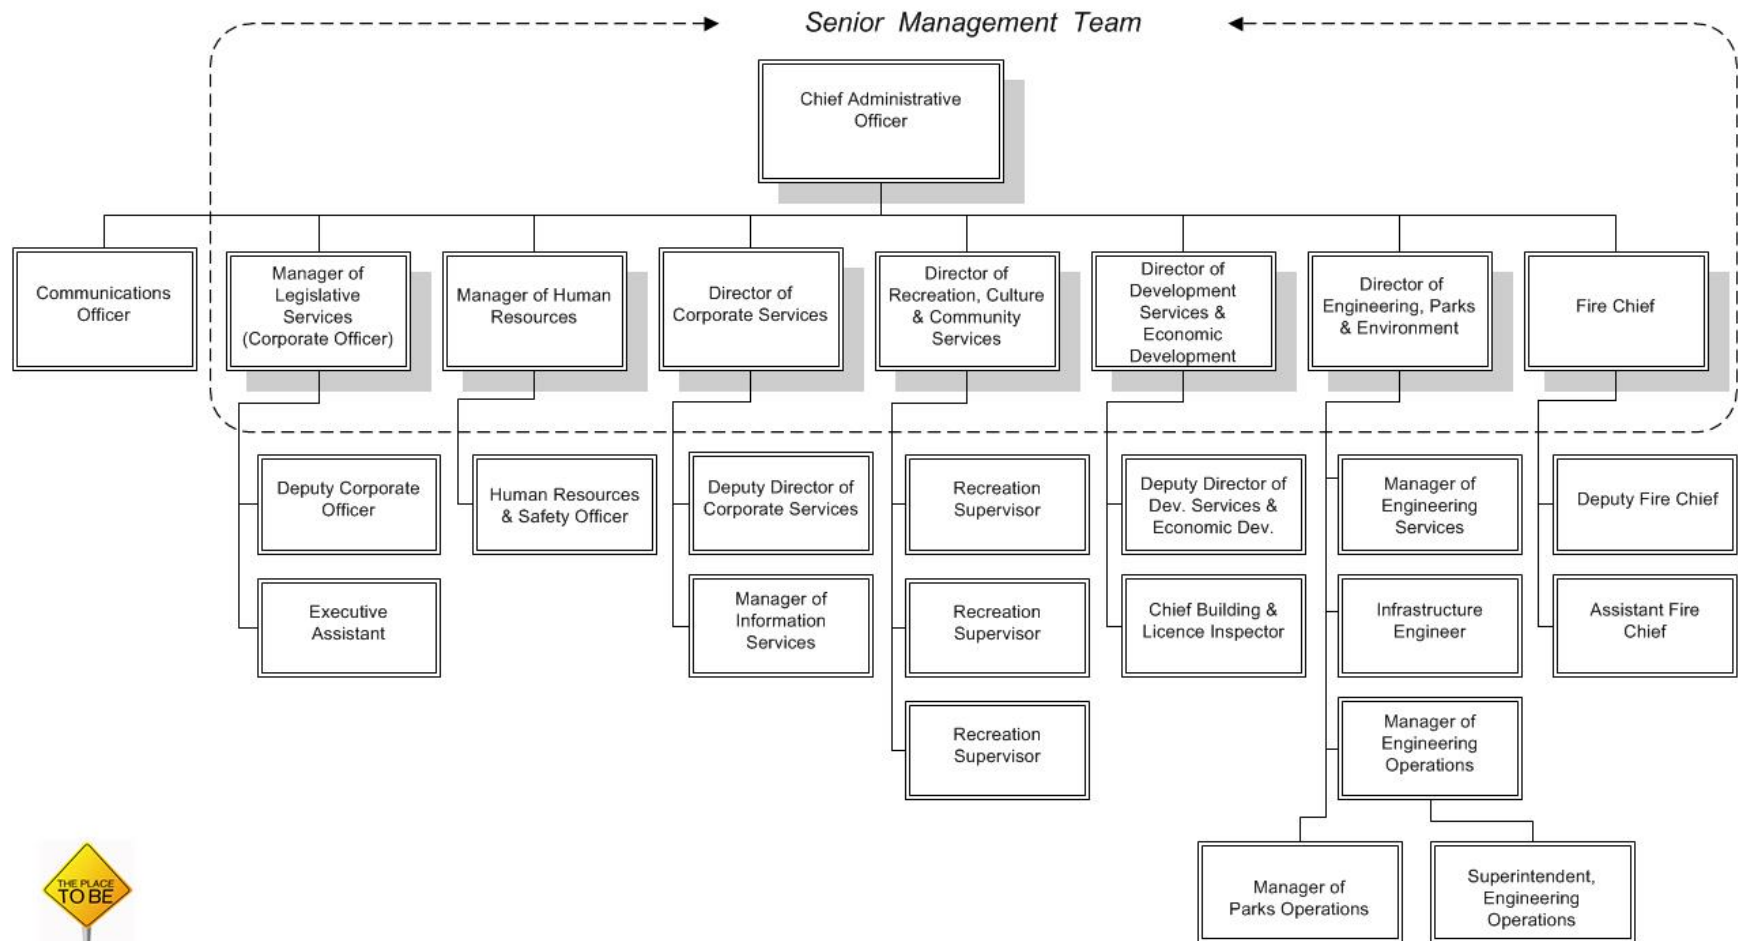 Senior Management Team
Chief Administrative
Officer
Communications
Officer
Manager of
Legislative
Services
(Corporate Officer)
Manager of Human
Resources
Director of
Corporate Services
Director of
Recreation, Culture
& Community
Services
Director of
Development
Services &
Economic
Development
Director of
Engineering, Parks
& Environment
Fire Chief
Deputy Corporate
Officer
Human Resources
& Safety Officer
Deputy Director of
Corporate Services
Recreation
Supervisor
Deputy Director of
Dev. Services &
Economic Dev.
Manager of
Engineering
Services
Deputy Fire Chief
Executive
Assistant
Manager of
Information
Services
Recreation
Supervisor
Chief Building &
Licence Inspector
Infrastructure
Engineer
Assistant Fire
Chief
Recreation
Supervisor
Manager of
Engineering
Operations
Manager of
Parks Operations
Superintendent,
Engineering
Operations
THE PLACE
TO BE